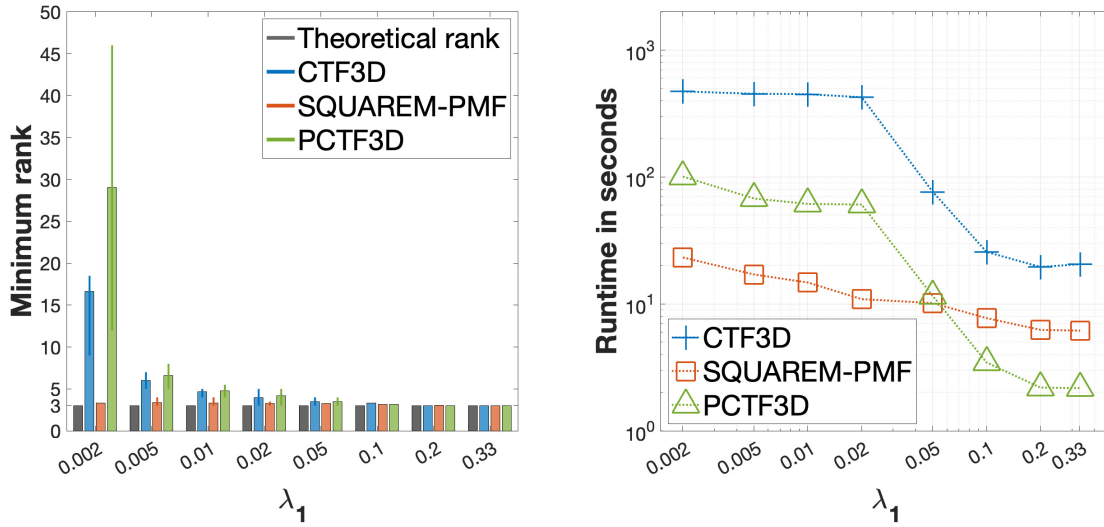 Minimum rank
50
45
40
35
30
25
20
15
10
5
3
0
Theoretical rank
CTF3D
SQUAREM-PMF
PCTF3D
0.002
0.005
0.01
0.02
0.05
0.1
0.2
0.33
λ₁
Runtime in seconds
10³
10²
10¹
10⁰
CTF3D
SQUAREM-PMF
PCTF3D
0.002
0.005
0.01
0.02
0.05
0.1
0.2
0.33
λ₁